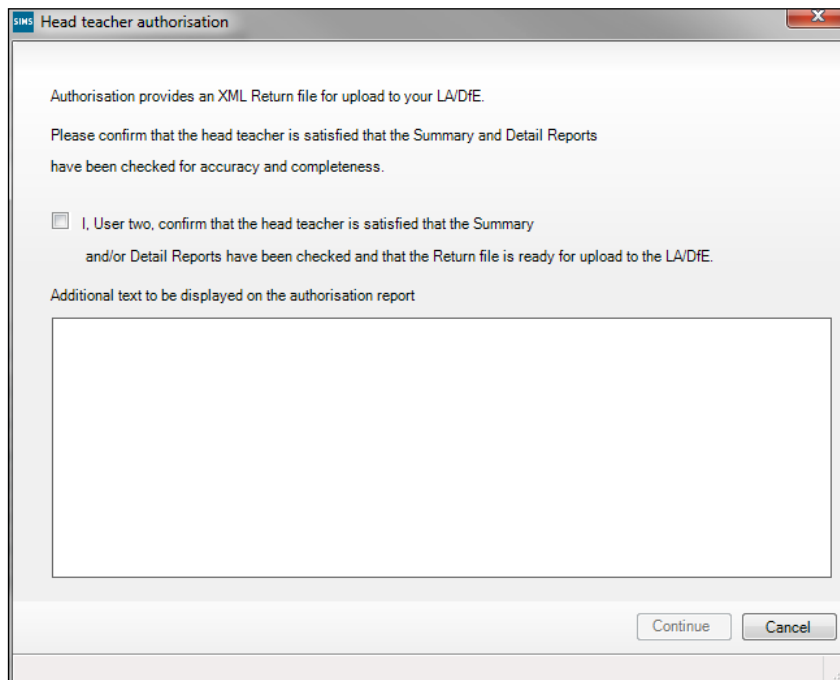 SIMS Head teacher authorisation
X
Authorisation provides an XML Return file for upload to your LA/DfE.
Please confirm that the head teacher is satisfied that the Summary and Detail Reports
have been checked for accuracy and completeness.
I, User two, confirm that the head teacher is satisfied that the Summary
and/or Detail Reports have been checked and that the Return file is ready for upload to the LA/DfE.
Additional text to be displayed on the authorisation report
Continue Cancel